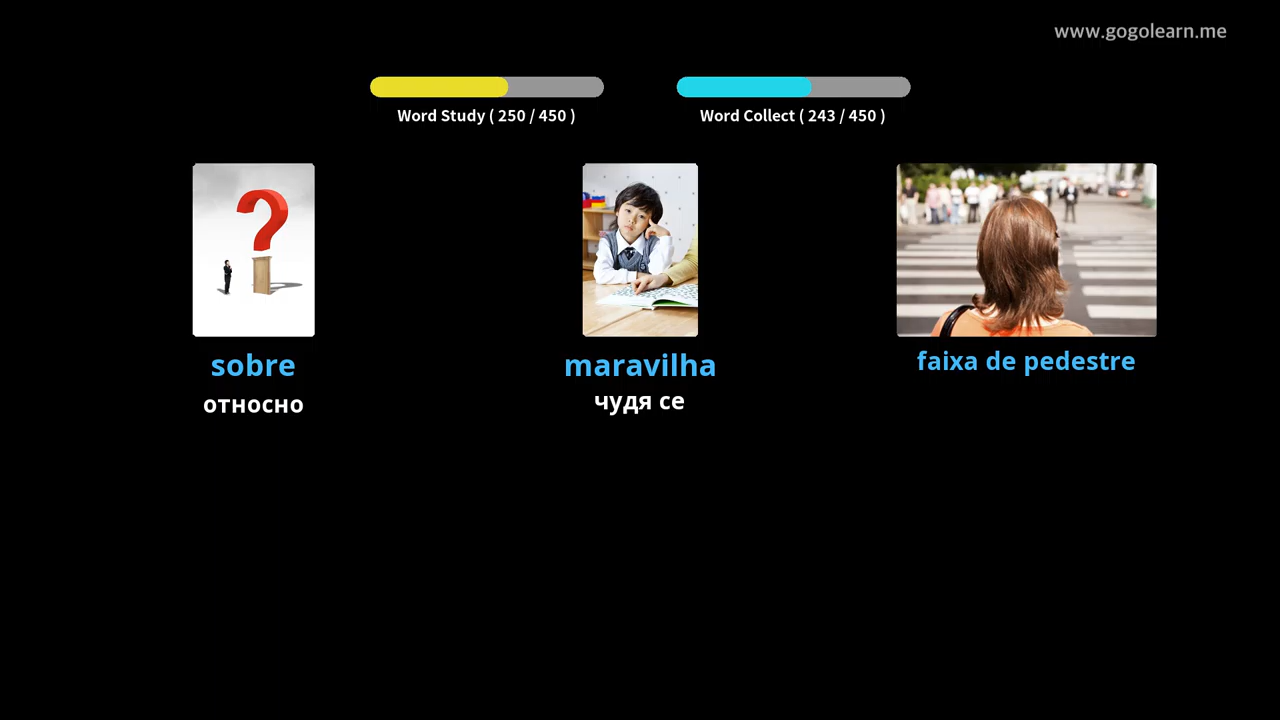 www.gogolearn.me
Word Study ( 250 / 450 )
Word Collect ( 243 / 450 )
sobre
относно
maravilha
чудя се
faixa de pedestre